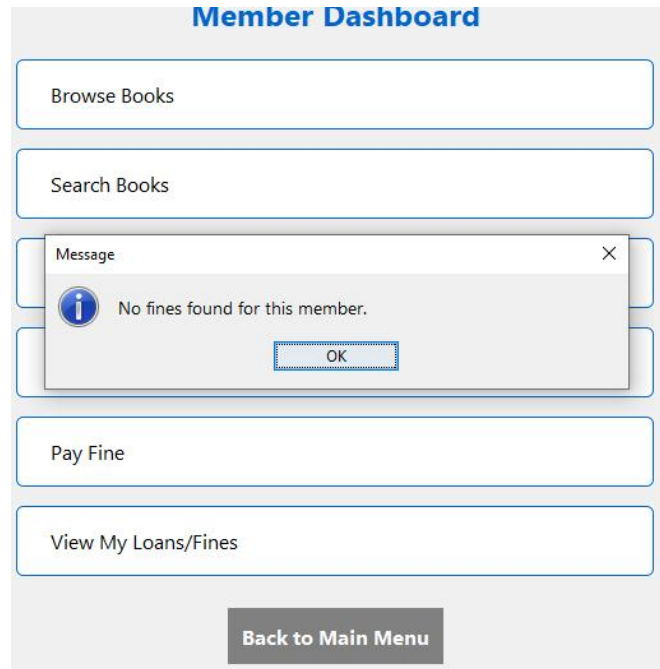 Member Dashboard
Browse Books
Search Books
Message
No fines found for this member.
OK
Pay Fine
View My Loans/Fines
Back to Main Menu